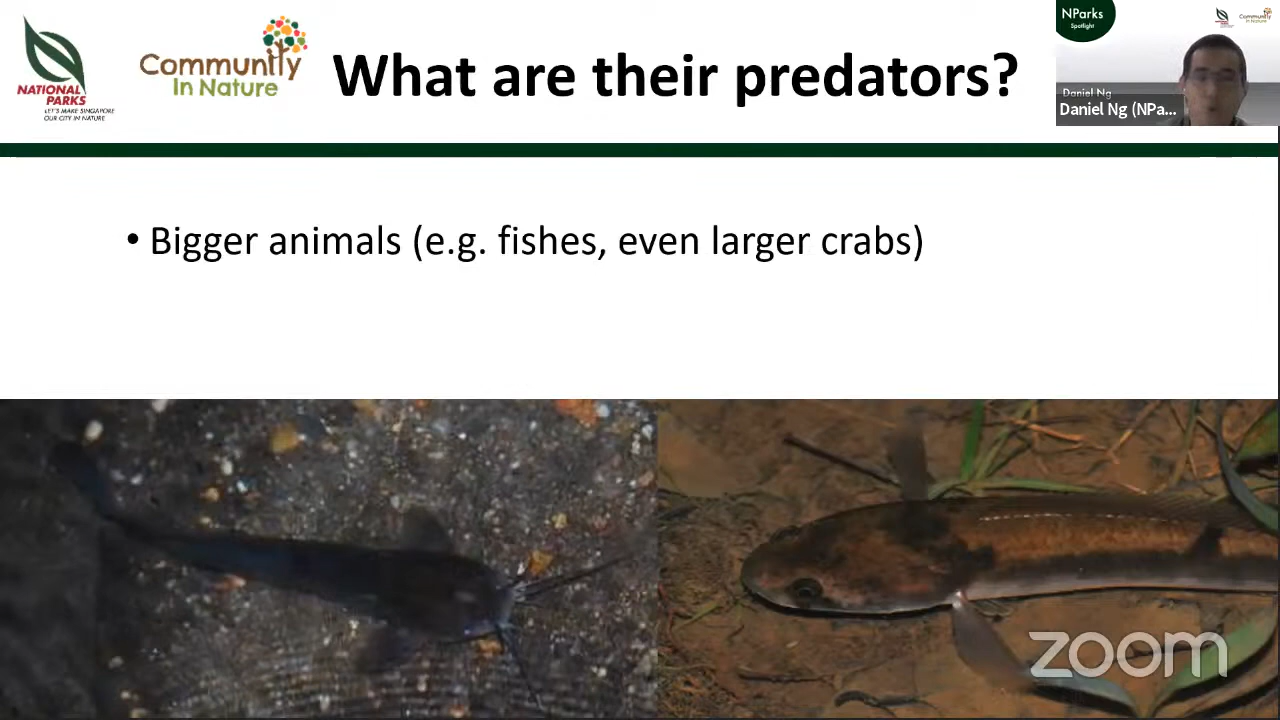 NATIONAL
PARKS
LET'S MAKE SINGAPORE
OUR CITY IN NATURE
Community
In Nature
What are their predators?
NParks
Spotlight
Daniel Ng
Daniel Ng (NPa...
• Bigger animals (e.g. fishes, even larger crabs)
zoom